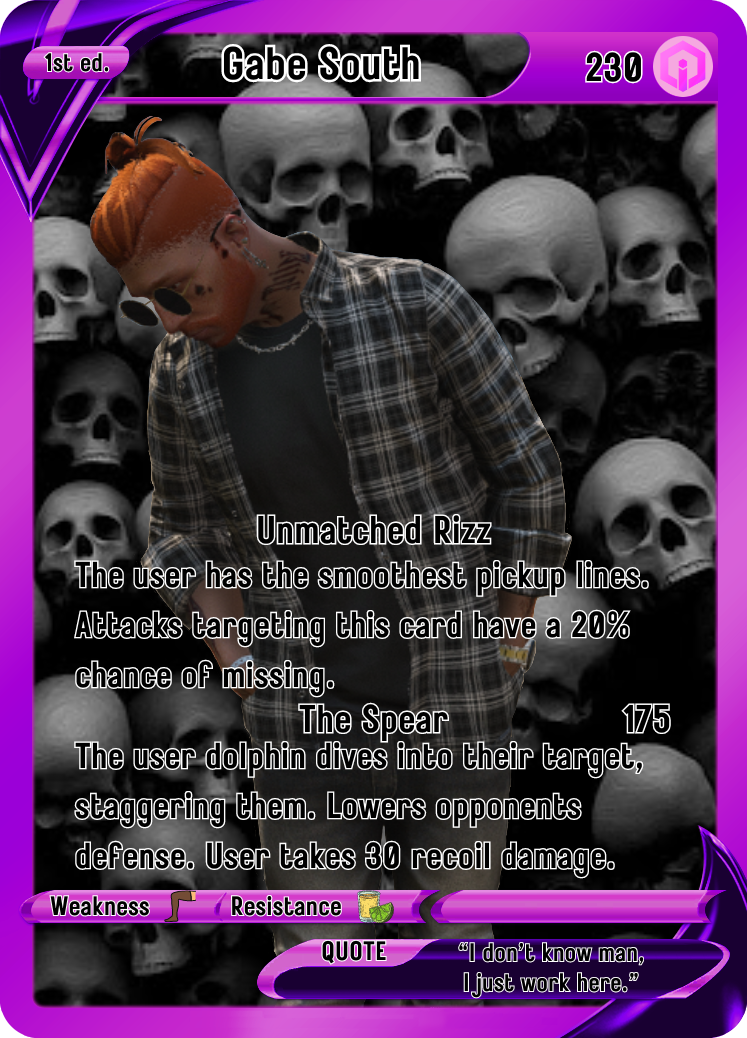 1st ed.
Gabe South
230
Unmatched Rizz
The user has the smoothest pickup lines.
Attacks targeting this card have a 20%
chance of missing.
The Spear 175
The user dolphin dives into their target,
staggering them. Lowers opponents
defense. User takes 30 recoil damage.
Weakness Resistance
QUOTE
“I don’t know man,
I just work here.”